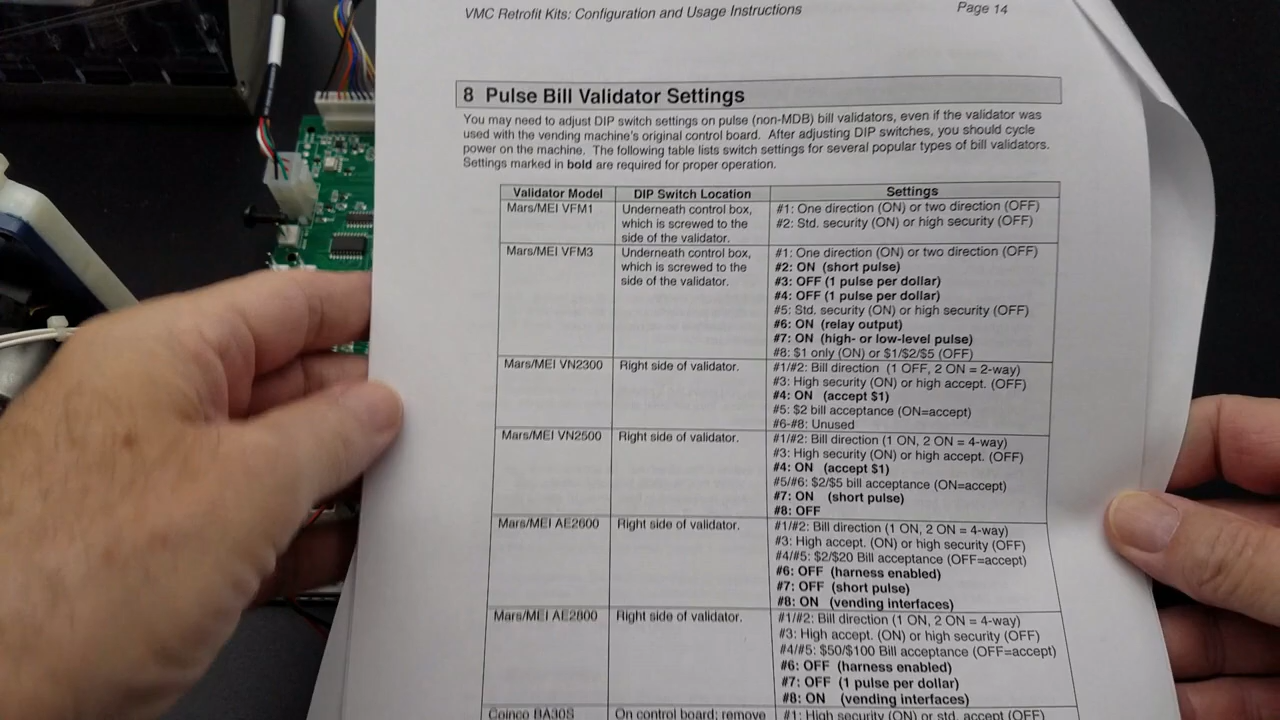 VMC Retrofit Kits: Configuration and Usage Instructions Page 14
8 Pulse Bill Validator Settings
You may need to adjust DIP switch settings on pulse (non-MDB) bill validators, even if the validator was
used with the vending machine's original control board. After adjusting DIP switches, you should cycle
power on the machine. The following table lists switch settings for several popular types of bill validators.
Settings marked in bold are required for proper operation.
Validator Model DIP Switch Location Settings
Mars/MEI VFM1 Underneath control box, #1: One direction (ON) or two direction (OFF)
which is screwed to the #2: Std. security (ON) or high security (OFF)
side of the validator.
Mars/MEI VFM3 Underneath control box, #1: One direction (ON) or two direction (OFF)
which is screwed to the #2: ON (short pulse)
side of the validator. #3: OFF (1 pulse per dollar)
#4: OFF (1 pulse per dollar)
#5: Std. security (ON) or high security (OFF)
#6: ON (relay output)
#7: ON (high- or low-level pulse)
#8: $1 only (ON) or $1/$2/$5 (OFF)
Mars/MEI VN2300 Right side of validator. #1/#2: Bill direction (1 OFF, 2 ON = 2-way)
#3: High security (ON) or high accept. (OFF)
#4: ON (accept $1)
#5: $2 bill acceptance (ON=accept)
#6-#8: Unused
Mars/MEI VN2500 Right side of validator. #1/#2: Bill direction (1 ON, 2 ON = 4-way)
#3: High security (ON) or high accept. (OFF)
#4: ON (accept $1)
#5/#6: $2/$5 bill acceptance (ON=accept)
#7: ON (short pulse)
#8: OFF
Mars/MEI AE2600 Right side of validator. #1/#2: Bill direction (1 ON, 2 ON = 4-way)
#3: High accept. (ON) or high security (OFF)
#4/#5: $2/$20 Bill acceptance (OFF=accept)
#6: OFF (harness enabled)
#7: OFF (short pulse)
#8: ON (vending interfaces)
Mars/MEI AE2800 Right side of validator. #1/#2: Bill direction (1 ON, 2 ON = 4-way)
#3: High accept. (ON) or high security (OFF)
#4/#5: $50/$100 Bill acceptance (OFF=accept)
#6: OFF (harness enabled)
#7: OFF (1 pulse per dollar)
#8: ON (vending interfaces)
Coinco BA30S On control board; remove #1: High security (ON) or std. accept (OFF)